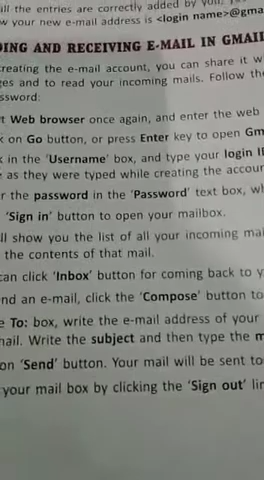 ill the entries are correctly added by you,
w your new e-mail address is <login name>@gma
DING AND RECEIVING E-MAIL IN GMAIL
creating the e-mail account, you can share it w
ges and to read your incoming mails. Follow the
ssword:
t Web browser once again, and enter the web
k on Go button, or press Enter key to open Gm
k in the 'Username' box, and type your login I
as they were typed while creating the accour
r the password in the 'Password' text box, wh
'Sign in' button to open your mailbox.
ll show you the list of all your incoming mai
the contents of that mail.
can click 'Inbox' button for coming back to y
end an e-mail, click the 'Compose' button to
e To: box, write the e-mail address of your
nail. Write the subject and then type the m
on 'Send' button. Your mail will be sent to
your mail box by clicking the 'Sign out' lin